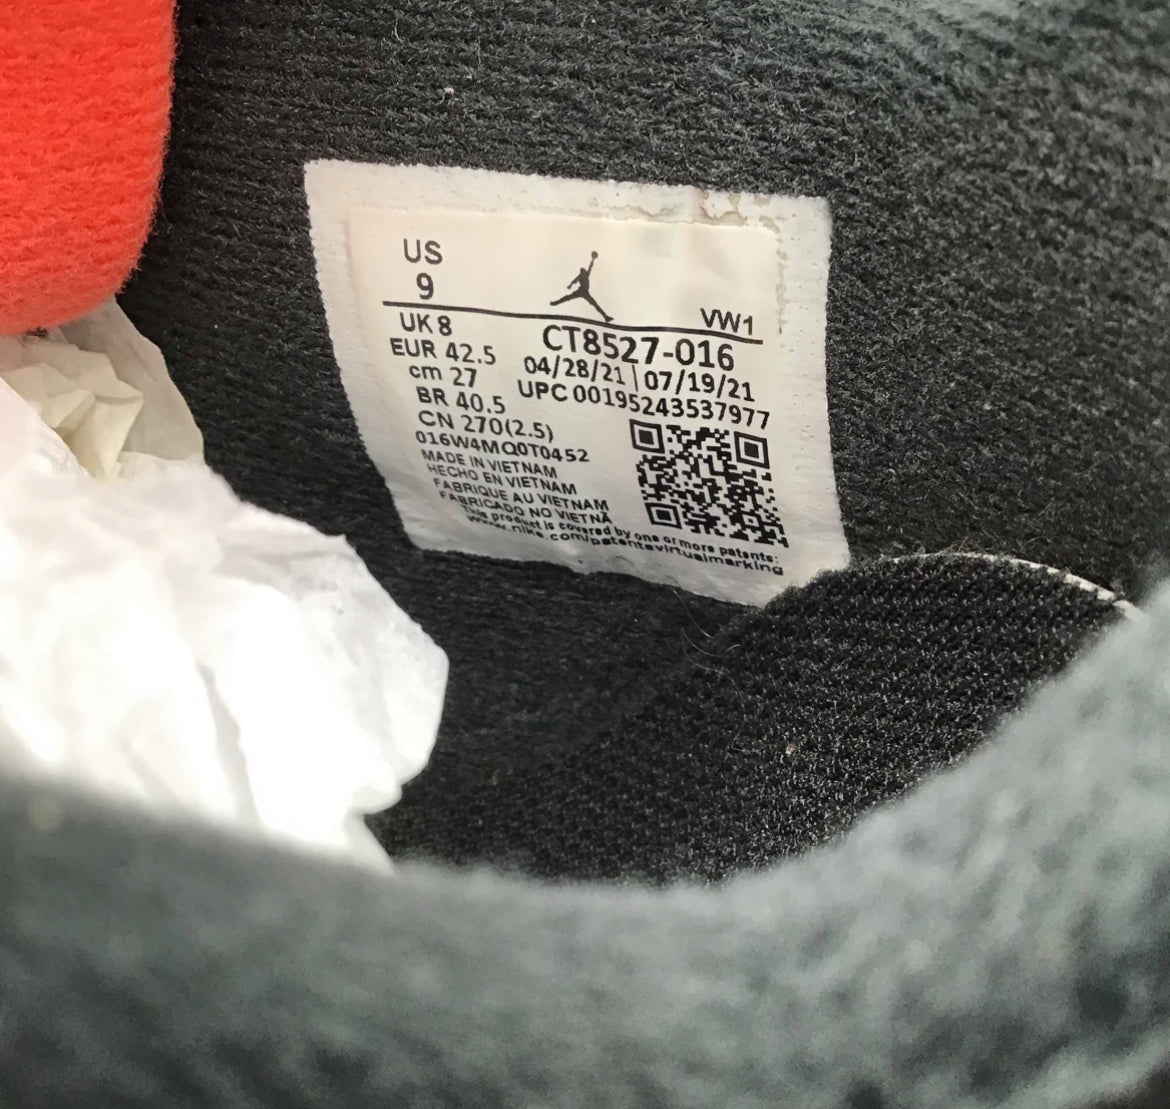 US
9
VW1
UK 8
EUR 42.5
cm 27
BR 40.5
CN 270(2.5)
CT8527-016
04/28/21 | 07/19/21
UPC 00195243537977
016W4MQ0T0452
MADE IN VIETNAM
HECHO EN VIETNAM
FABRIQUE AU VIETNAM
FABRICADO NO VIETNÃ
This product is covered by one or more patents:
www.nike.com/patentsvirtualmarking